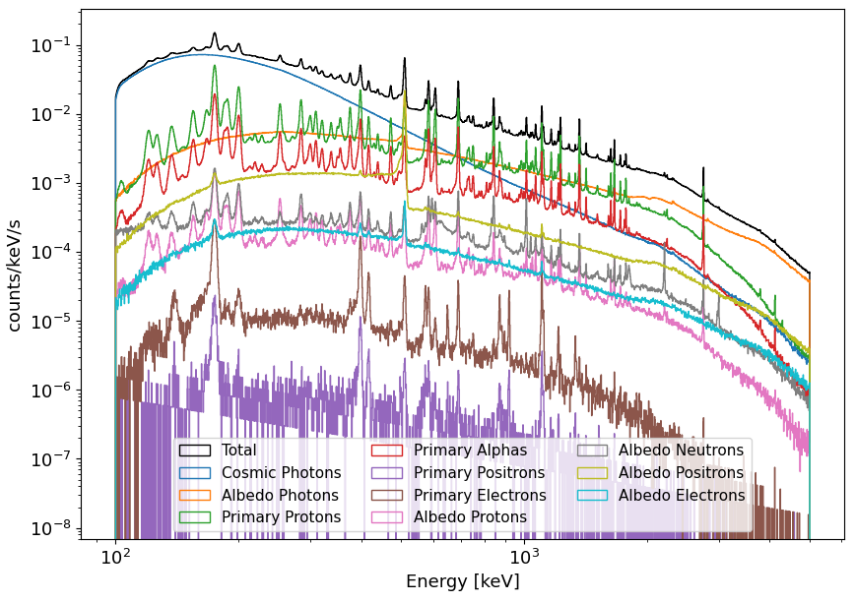 10⁻¹
10⁻²
10⁻³
10⁻⁴
10⁻⁵
10⁻⁶
10⁻⁷
10⁻⁸
counts/keV/s
Total
Cosmic Photons
Albedo Photons
Primary Protons
Primary Alphas
Primary Positrons
Primary Electrons
Albedo Protons
Albedo Neutrons
Albedo Positrons
Albedo Electrons
10²
10³
Energy [keV]